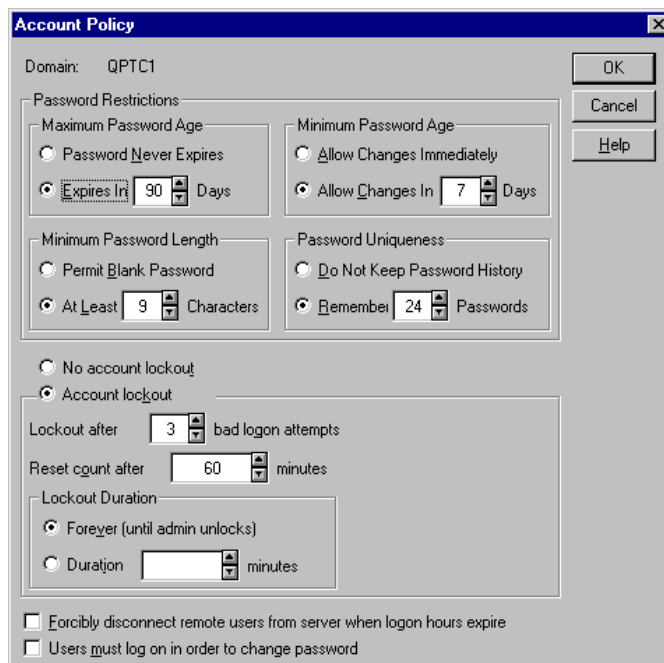 Account Policy
Domain: QPTC1
OK
Cancel
Help
Password Restrictions
Maximum Password Age
Password Never Expires
Expires In 90 Days
Minimum Password Age
Allow Changes Immediately
Allow Changes In 7 Days
Minimum Password Length
Permit Blank Password
At Least 9 Characters
Password Uniqueness
Do Not Keep Password History
Remember 24 Passwords
No account lockout
Account lockout
Lockout after 3 bad logon attempts
Reset count after 60 minutes
Lockout Duration
Forever (until admin unlocks)
Duration minutes
Forcibly disconnect remote users from server when logon hours expire
Users must log on in order to change password